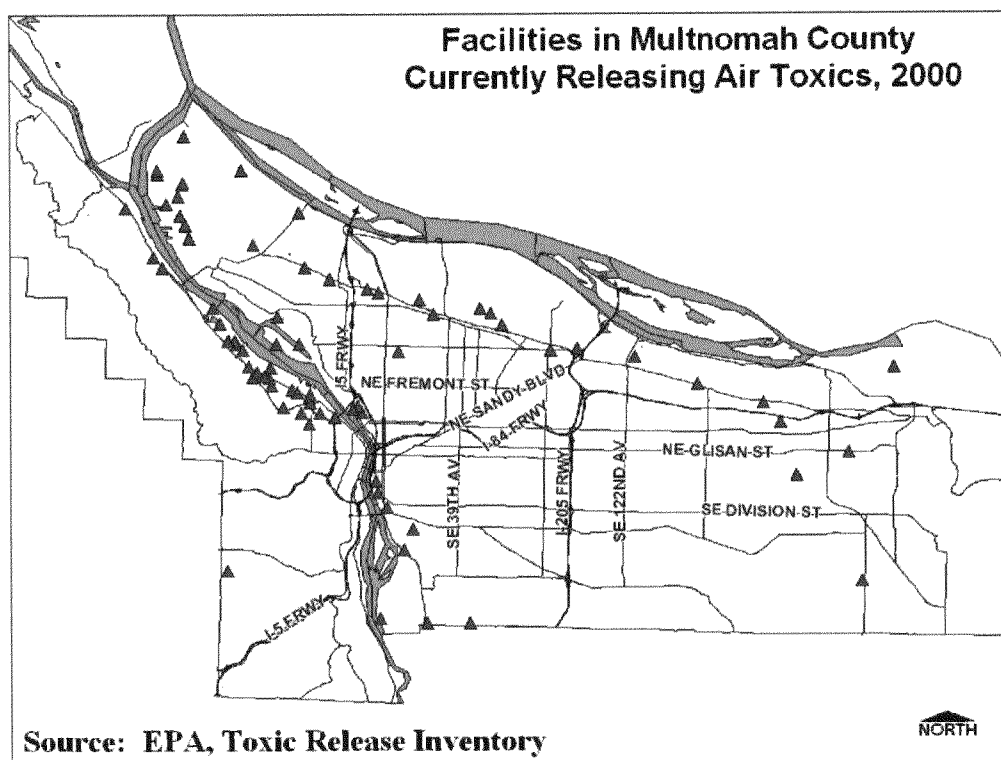 Facilities in Multnomah County
Currently Releasing Air Toxics, 2000
I5 FRWY
NE FREMONT ST
NE SANDY BLVD
I-84 FRWY
NE GLISAN ST
SE 39TH AV
I-205 FRWY
SE 122ND AV
SE DIVISION ST
I-5 FRWY
Source: EPA, Toxic Release Inventory
NORTH